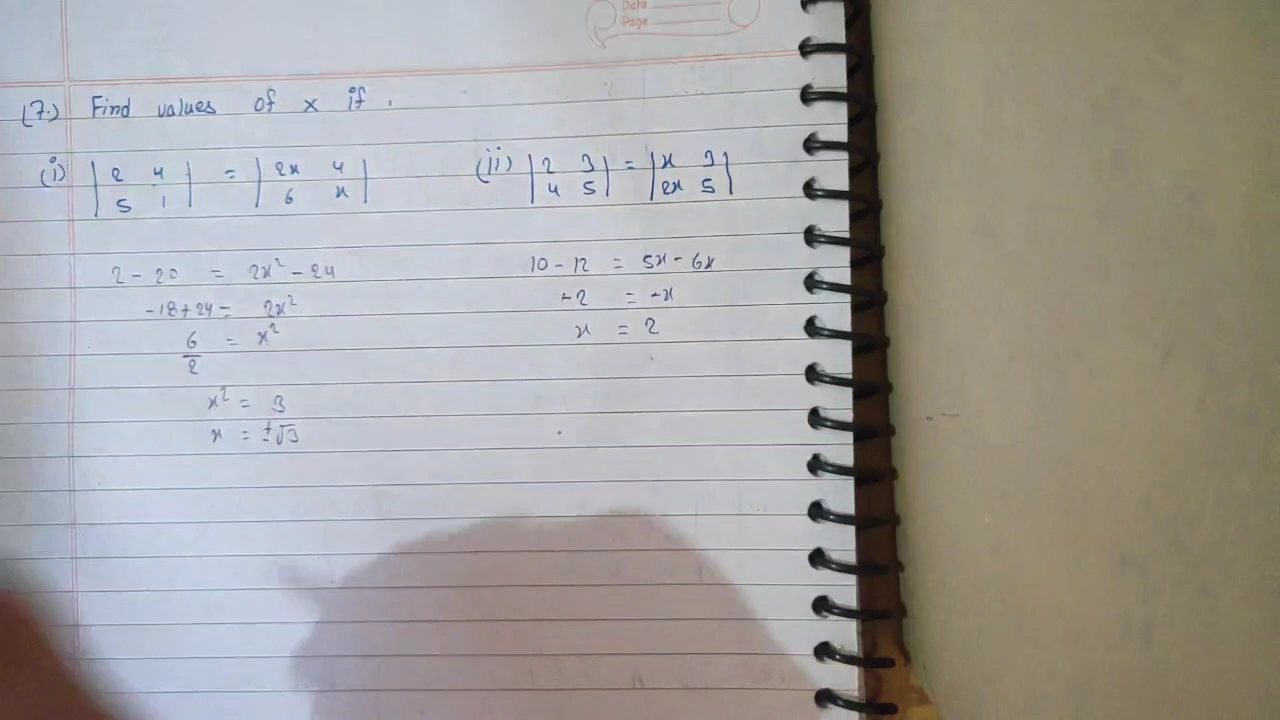 Date
Page
(7.) Find values of x if .
(i) | 2 4 | = | 2x 4 |
| 5 1 | | 6 x |
2 - 20 = 2x² - 24
-18+24 = 2x²
6/2 = x²
x² = 3
x = ±√3
(ii) | 2 3 | = | x 3 |
| 4 5 | | 2x 5 |
10 - 12 = 5x - 6x
-2 = -x
x = 2